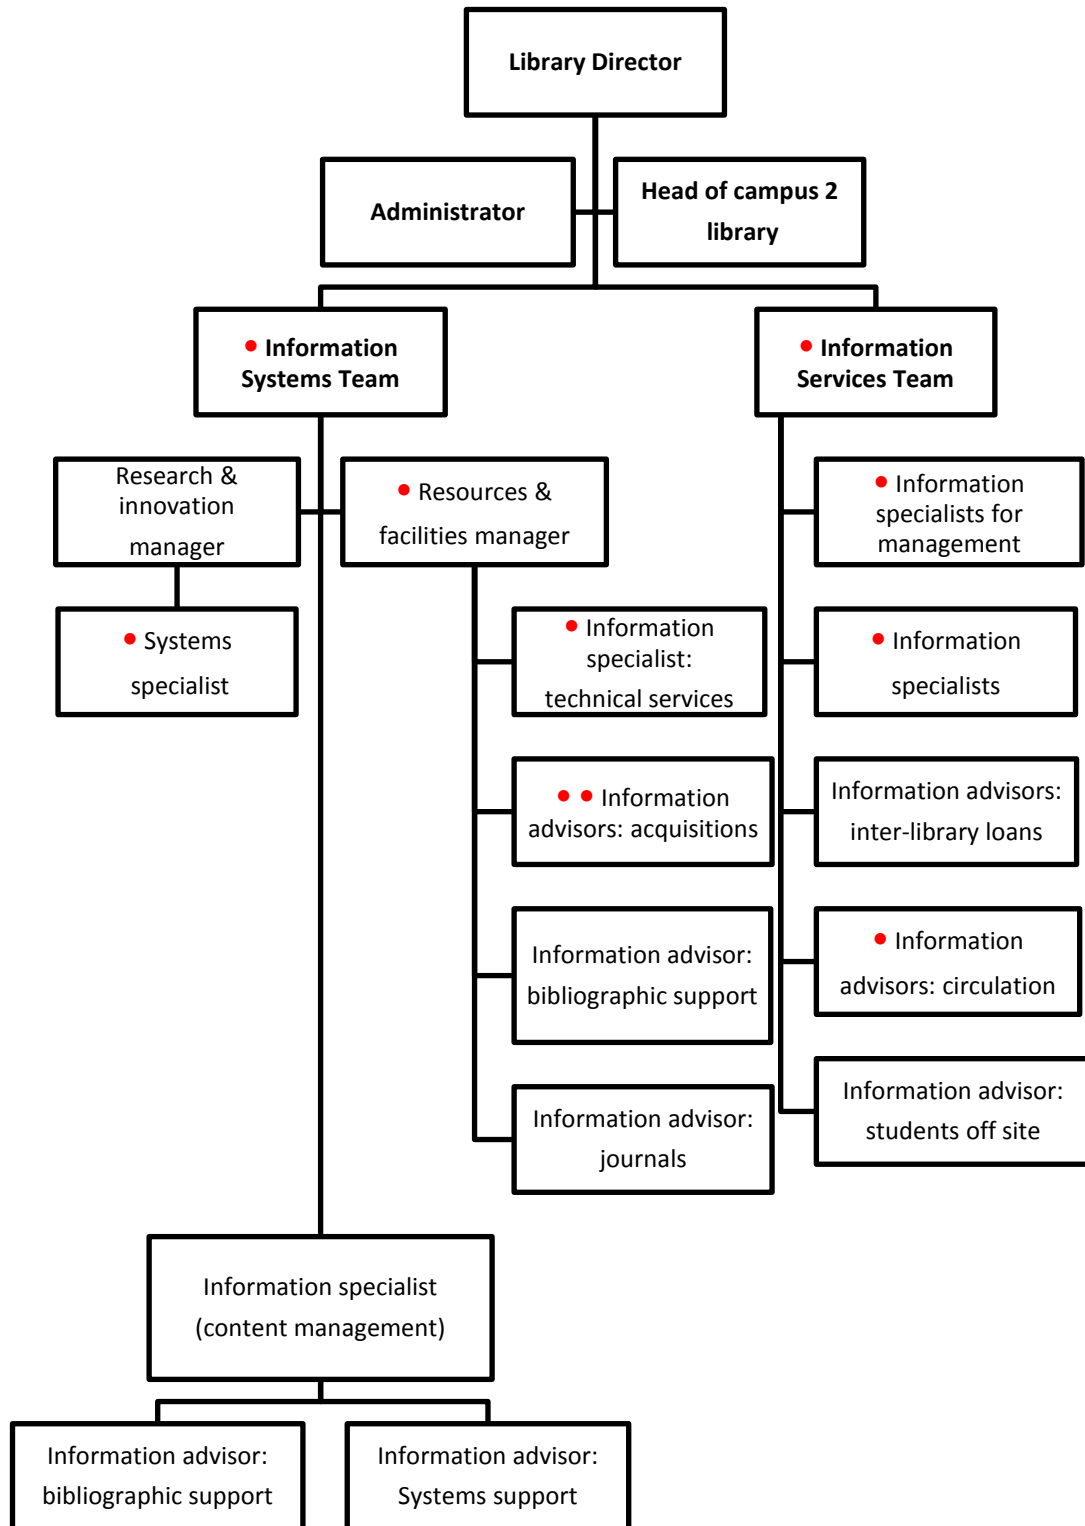 Library Director
Administrator
Head of campus 2
library
• Information
Systems Team
• Information
Services Team
Research &
innovation
manager
• Resources &
facilities manager
• Information
specialists for
management
• Systems
specialist
• Information
specialist:
technical services
• Information
specialists
• • Information
advisors: acquisitions
Information advisors:
inter-library loans
Information advisor:
bibliographic support
• Information
advisors: circulation
Information advisor:
journals
Information advisor:
students off site
Information specialist
(content management)
Information advisor:
bibliographic support
Information advisor:
Systems support